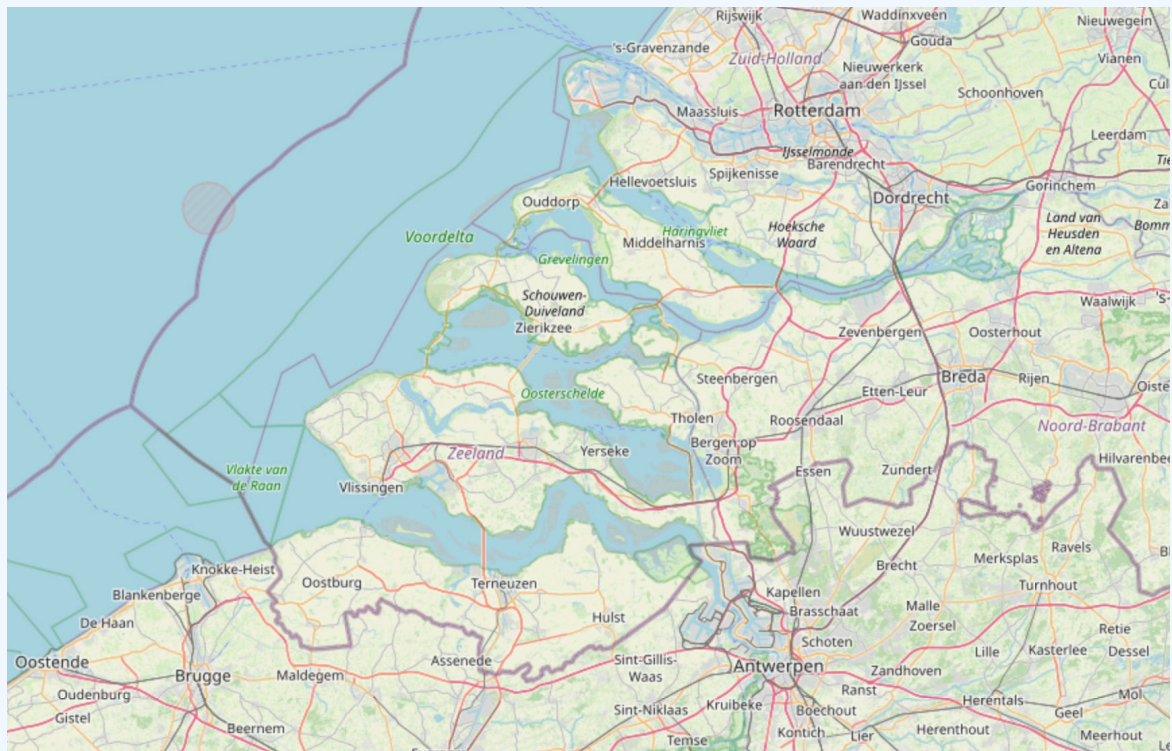 Rijswijk
Waddinxveen
Nieuwegein
's-Gravenzande
Gouda
Zuid-Holland
Vianen
Nieuwerkerk
aan den IJssel
Schoonhoven
Maassluis
Rotterdam
Leerdam
IJsselmonde
Barendrecht
Spijkenisse
Hellevoetsluis
Gorinchem
Dordrecht
Ouddorp
Land van
Heusden
en Altena
Haringvliet
Hoeksche
Waard
Voordelta
Middelharnis
Grevelingen
Schouwen-
Duiveland
Zierikzee
Waalwijk
Zevenbergen
Oosterhout
Steenbergen
Breda
Rijen
Etten-Leur
Oosterschelde
Tholen
Roosendaal
Noord-Brabant
Bergen op
Zoom
Zeeland
Yerseke
Vlakte van
de Raan
Essen
Zundert
Vlissingen
Wuustwezel
Ravels
Merksplas
Knokke-Heist
Brecht
Oostburg
Terneuzen
Turnhout
Blankenberge
Kapellen
Malle
Brasschaat
Hulst
De Haan
Zoersel
Retie
Schoten
Lille
Kasterlee
Dessel
Oostende
Assenede
Sint-Gillis-
Waas
Antwerpen
Brugge
Maldegem
Zandhoven
Oudenburg
Ranst
Mol
Herentals
Gistel
Sint-Niklaas
Kruibeke
Boechout
Geel
Beernem
Kontich
Lier
Herenthout
Meerhout
Temse